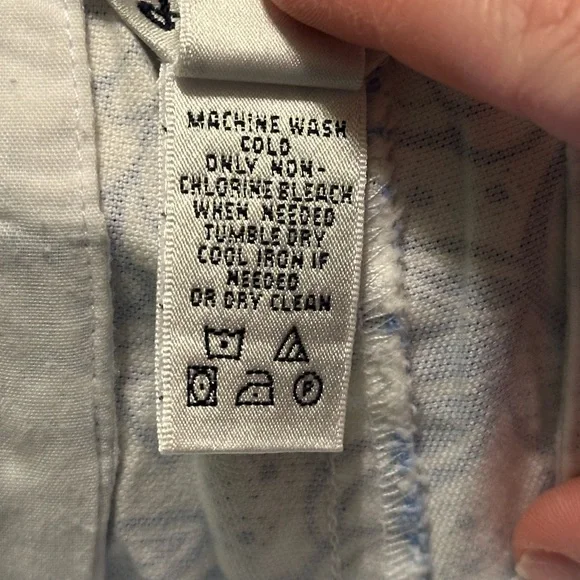 MACHINE WASH
COLD
ONLY NON-
CHLORINE BLEACH
WHEN NEEDED
TUMBLE DRY
COOL IRON IF
NEEDED
OR DRY CLEAN
P